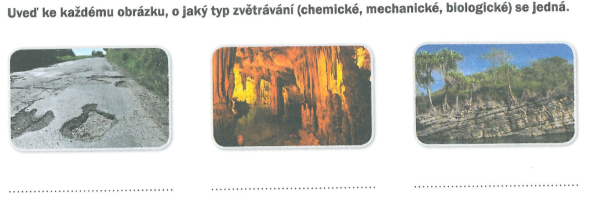 Uveď ke každému obrázku, o jaký typ zvětrávání (chemické, mechanické, biologické) se jedná.